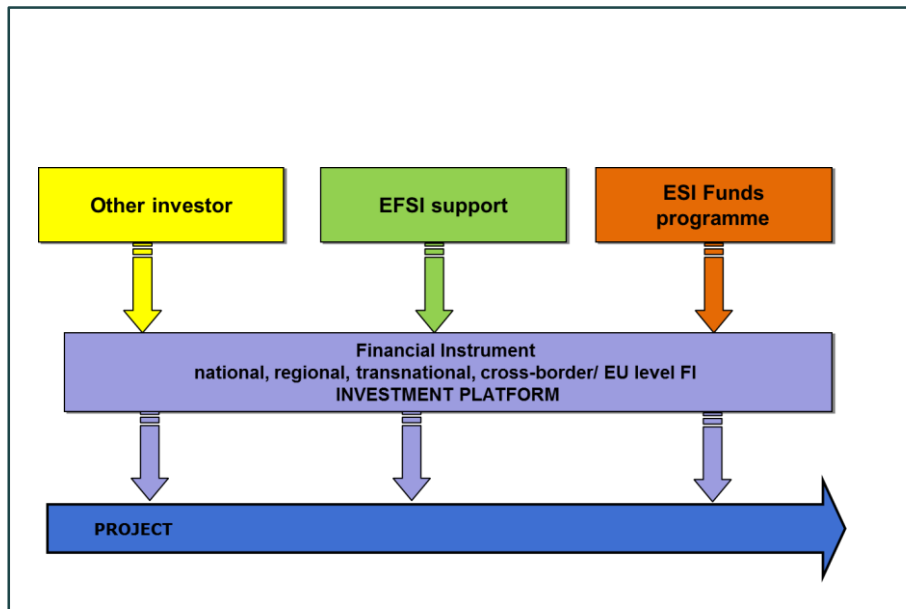 Other investor
EFSI support
ESI Funds
programme
Financial Instrument
national, regional, transnational, cross-border/ EU level FI
INVESTMENT PLATFORM
PROJECT